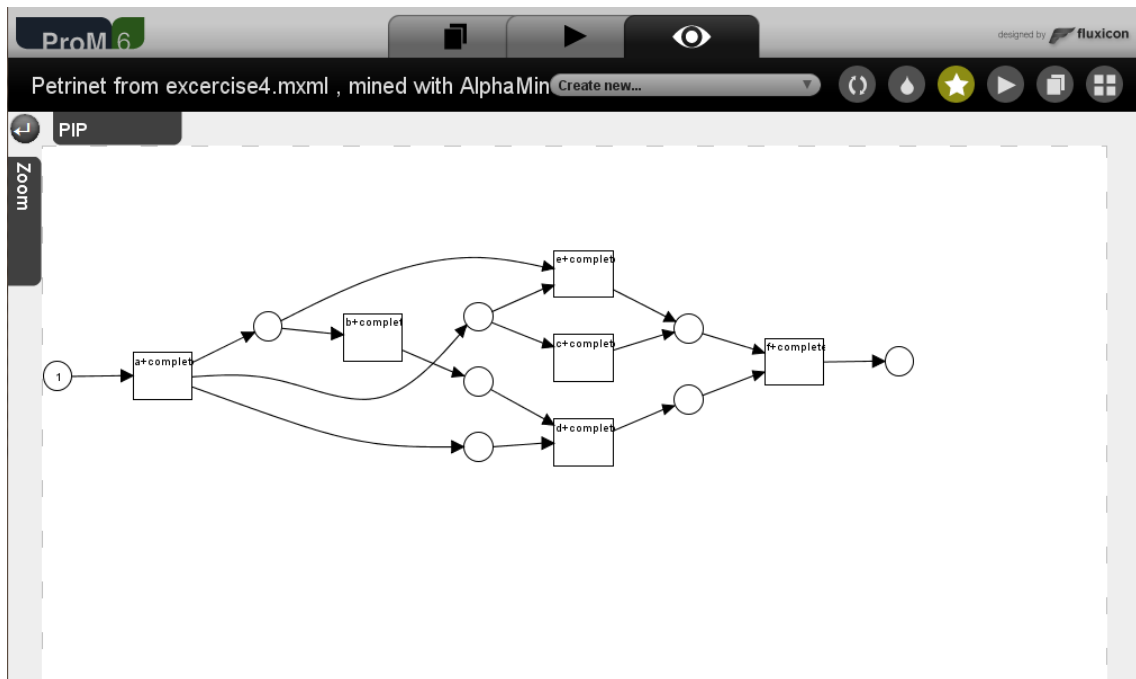 ProM 6
designed by fluxicon
Petrinet from excercise4.mxml , mined with AlphaMin
Create new...
PIP
Zoom
e+complet
b+complet
a+complet
1
c+complet
f+complete
d+complet